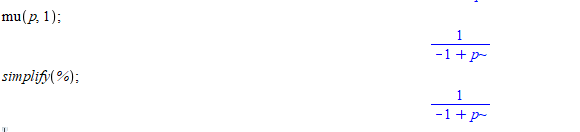 mu(p, 1);
1
-1 + p~
simplify(%);
1
-1 + p~